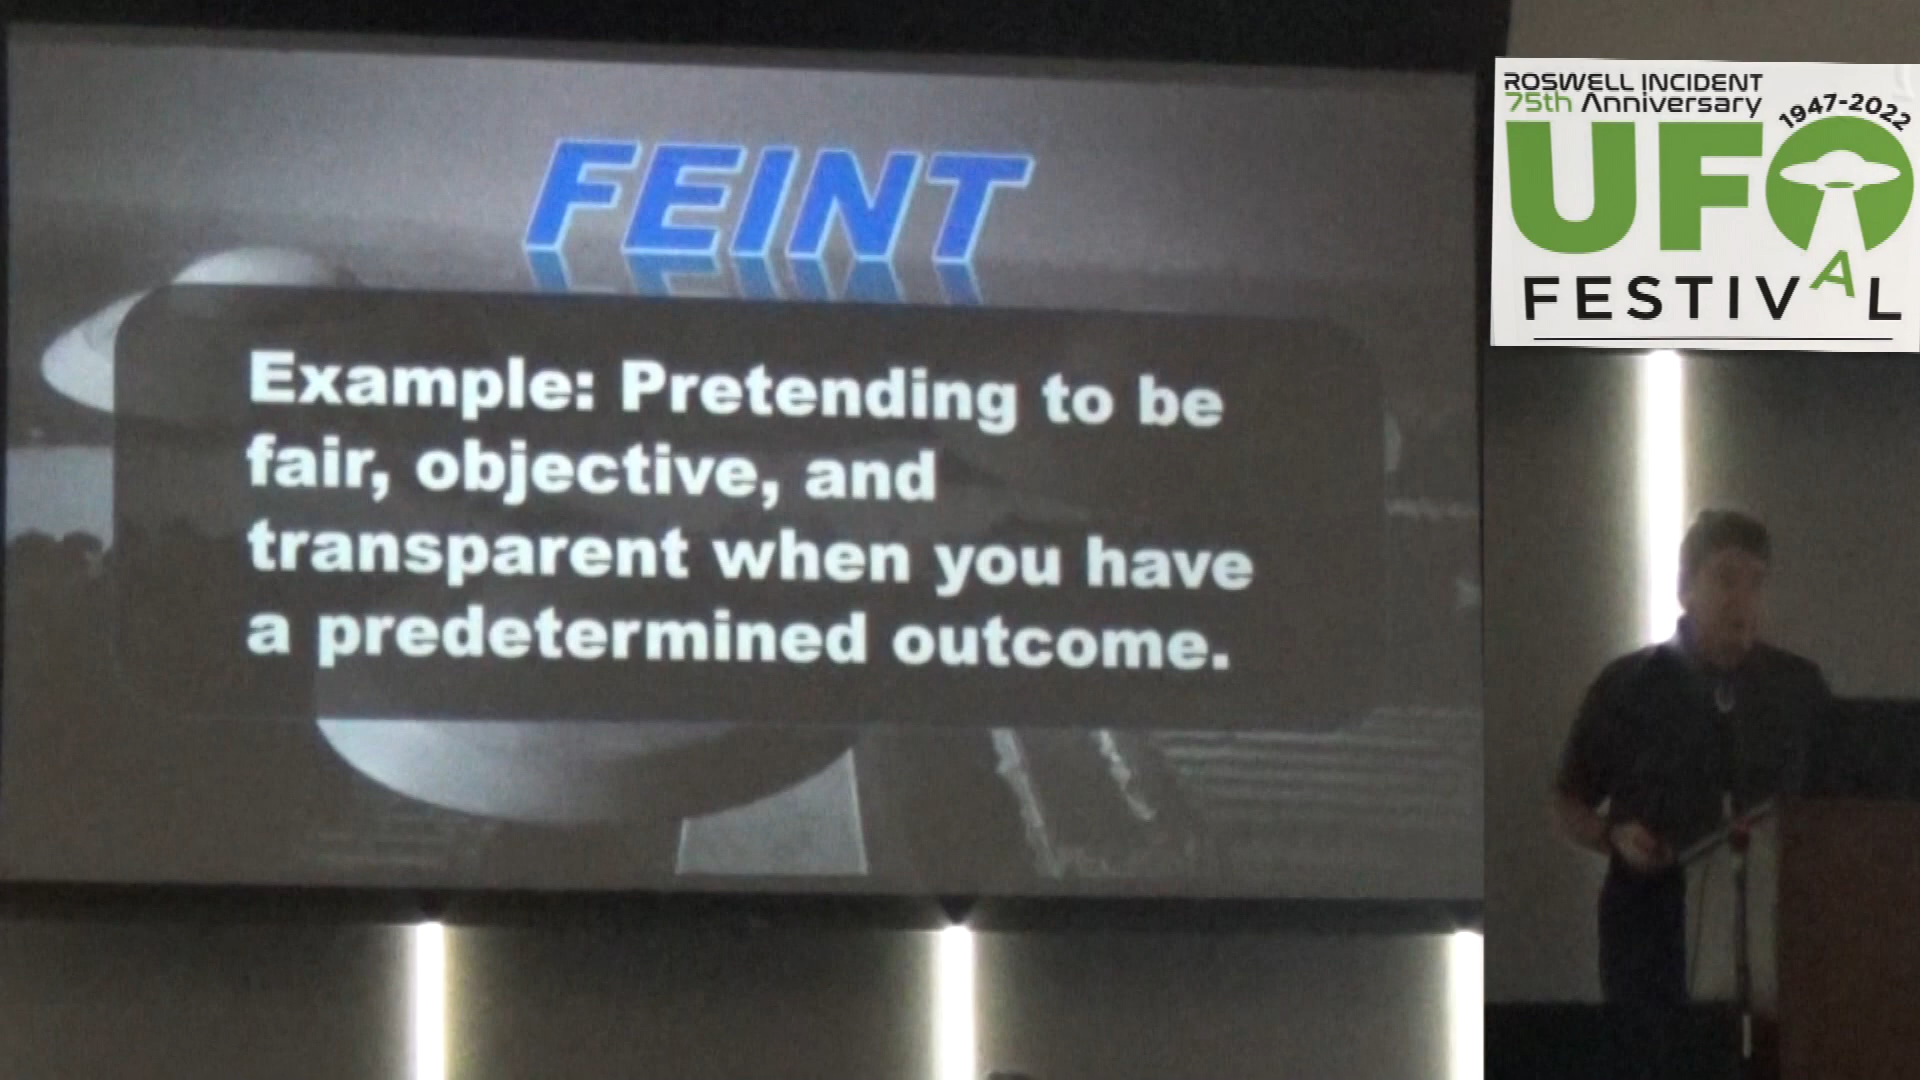 FEINT
Example: Pretending to be
fair, objective, and
transparent when you have
a predetermined outcome.
ROSWELL INCIDENT
75th Anniversary
1947-2022
UFO
FESTIVAL